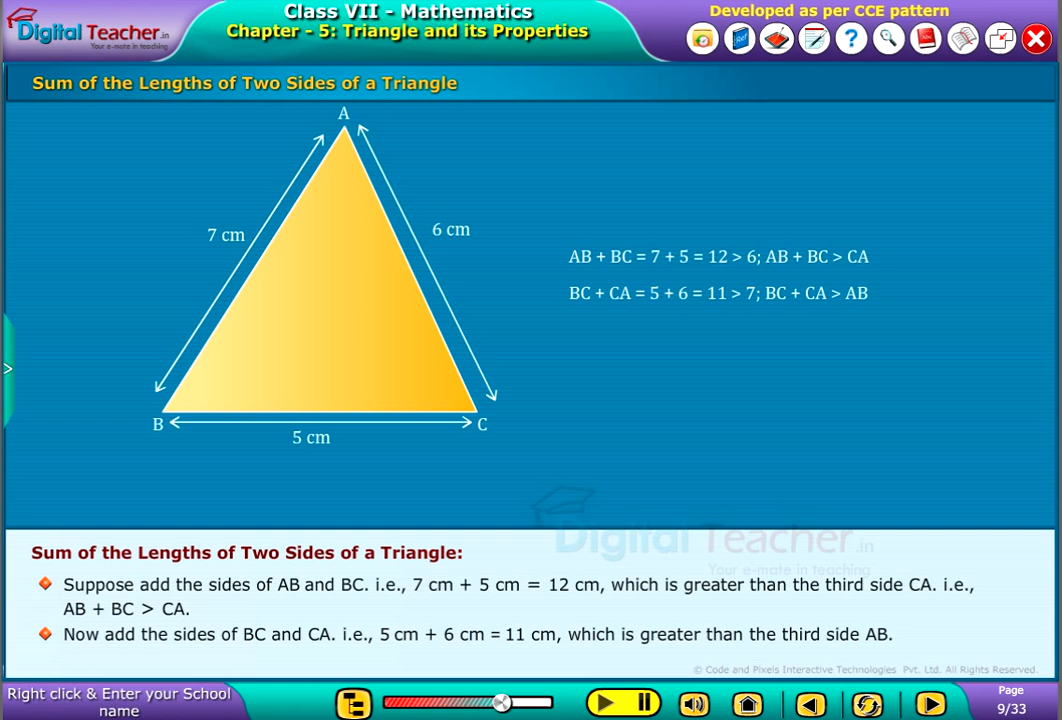 Digital Teacher.in
Your e-mate in teaching
Class VII - Mathematics
Chapter - 5: Triangle and its Properties
Developed as per CCE pattern
Ref
?
ABC
Sum of the Lengths of Two Sides of a Triangle
A
7 cm
6 cm
AB + BC = 7 + 5 = 12 > 6; AB + BC > CA
BC + CA = 5 + 6 = 11 > 7; BC + CA > AB
>
B
C
5 cm
Digital Teacher.in
Your e-mate in teaching
Sum of the Lengths of Two Sides of a Triangle:
Suppose add the sides of AB and BC. i.e., 7 cm + 5 cm = 12 cm, which is greater than the third side CA. i.e.,
AB + BC > CA.
Now add the sides of BC and CA. i.e., 5 cm + 6 cm = 11 cm, which is greater than the third side AB.
© Code and Pixels Interactive Technologies Pvt. Ltd. All Rights Reserved.
Right click & Enter your School
name
Page
9/33